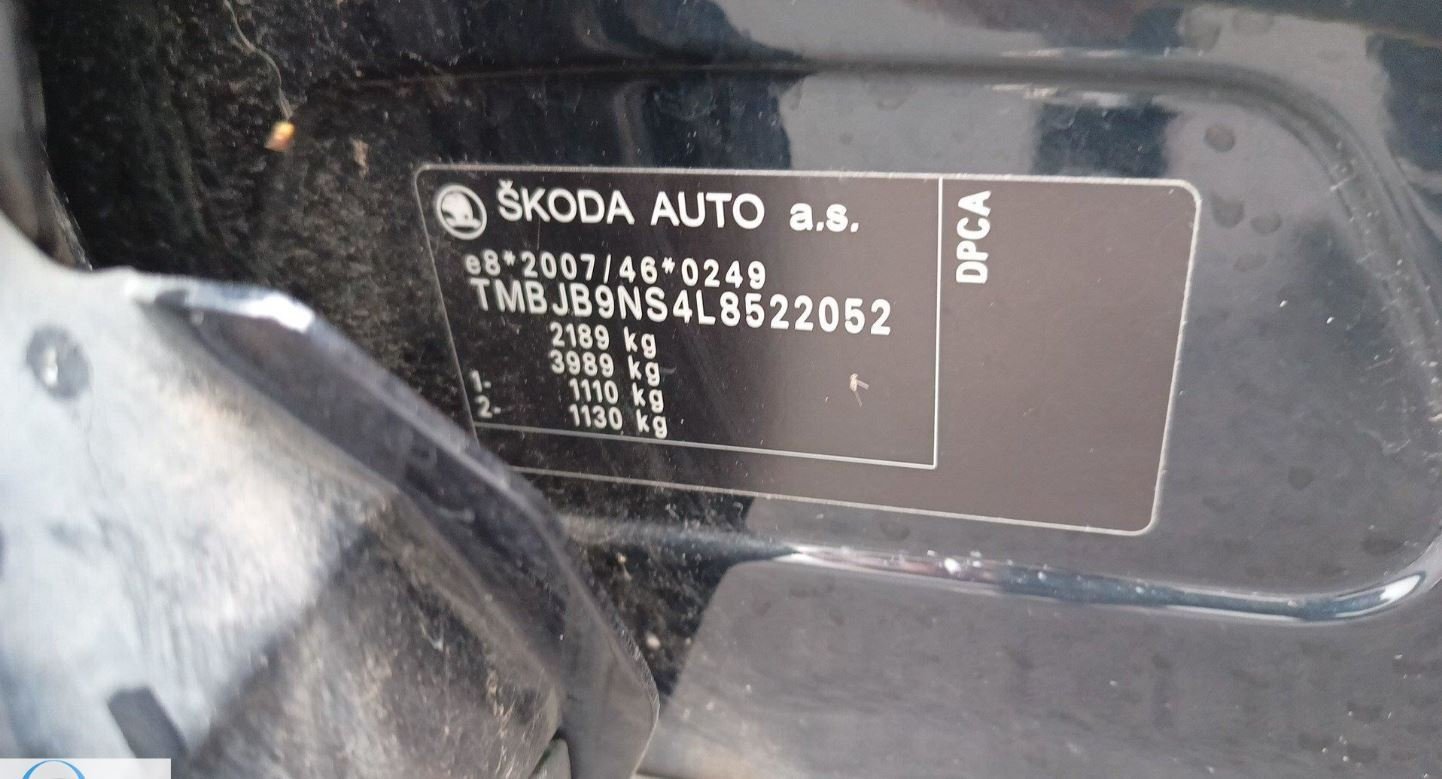 ŠKODA AUTO a.s.
e8*2007/46*0249
TMBJB9NS4L8522052
2189 kg
3989 kg
1- 1110 kg
2- 1130 kg
DPCA